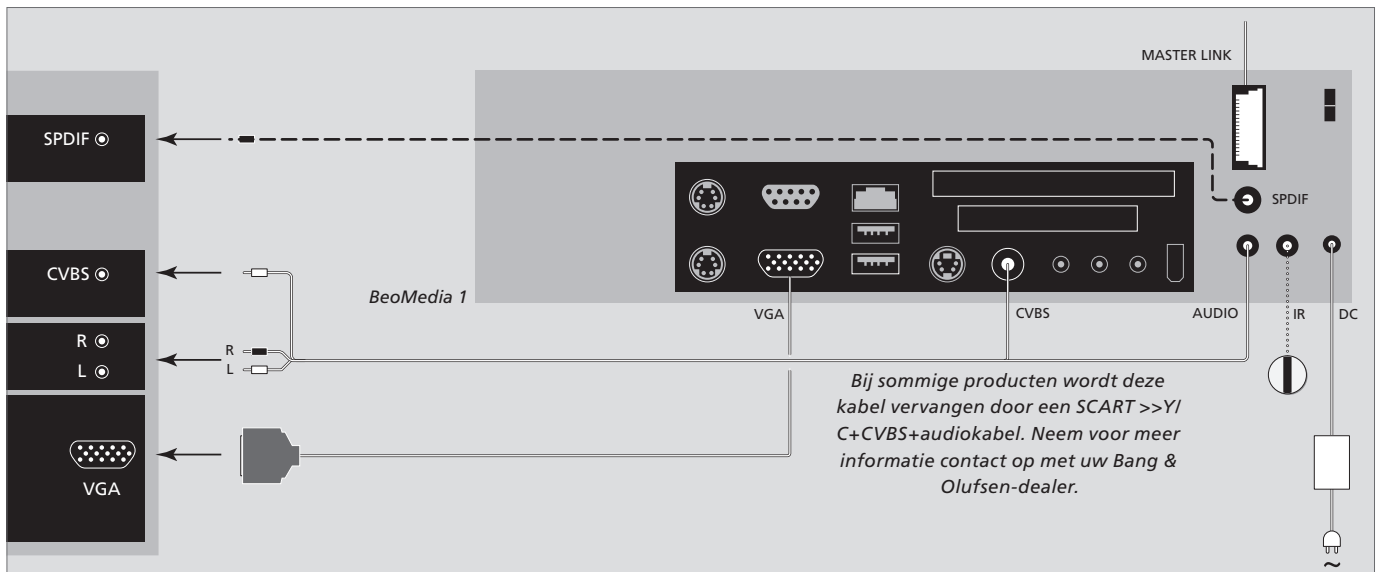 MASTER LINK
SPDIF
SPDIF
CVBS
BeoMedia 1
VGA
CVBS
AUDIO
IR
DC
R
L
R
L
Bij sommige producten wordt deze
kabel vervangen door een SCART >>Y/
C+CVBS+audiokabel. Neem voor meer
informatie contact op met uw Bang &
Olufsen-dealer.
VGA
~